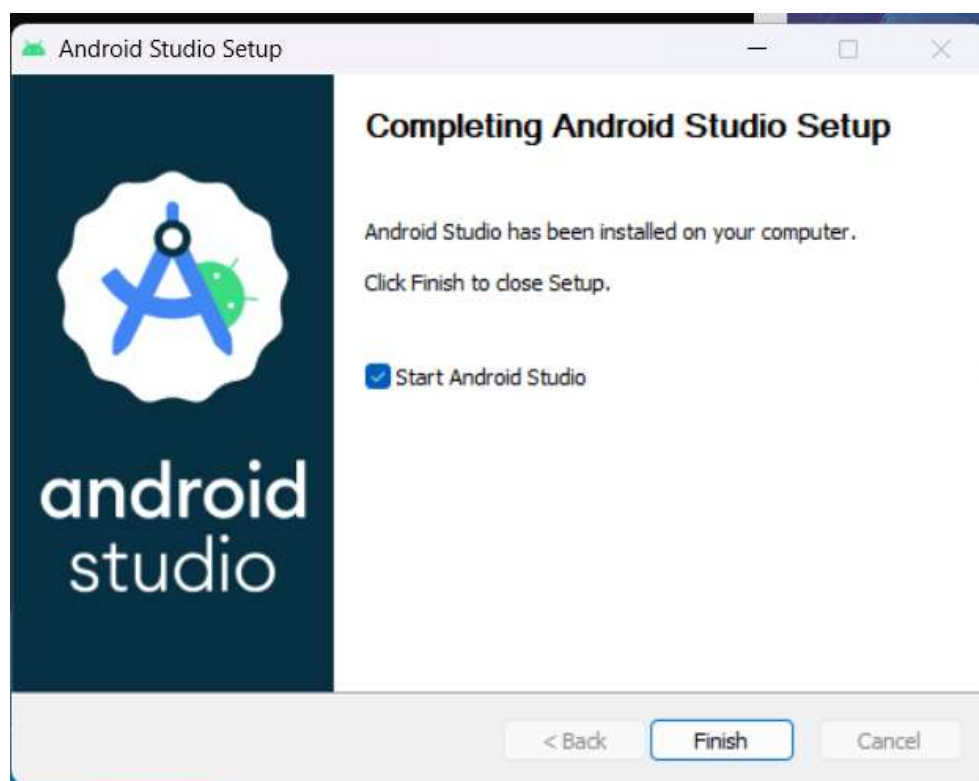 Android Studio Setup
Completing Android Studio Setup
Android Studio has been installed on your computer.
Click Finish to close Setup.
Start Android Studio
android
studio
< Back
Finish
Cancel